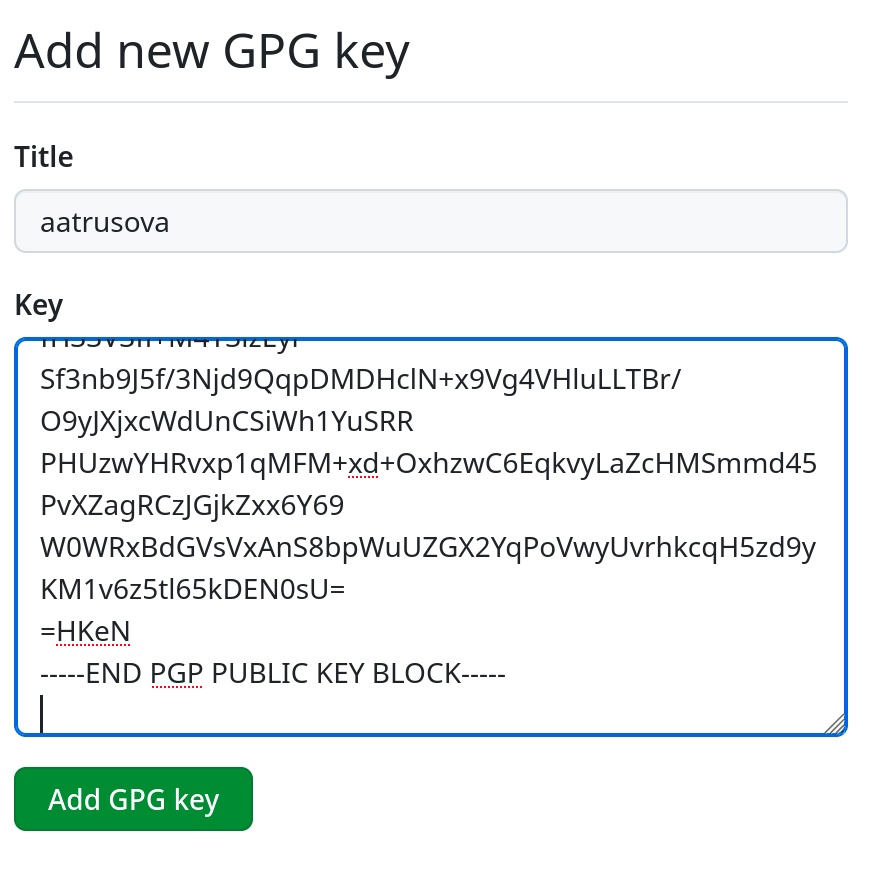 Add new GPG key
Title
aatrusova
Key
Sf3nb9J5f/3Njd9QqpDMDHclN+x9Vg4VHluLLTBr/
O9yJXjxcWdUnCSiWh1YuSRR
PHUzwYHRvxp1qMFM+xd+OxhzwC6EqkvyLaZcHMSmmd45
PvXZagRCzJGjkZxx6Y69
W0WRxBdGVsVxAnS8bpWuUZGX2YqPoVwyUvrhkcqH5zd9y
KM1v6z5tl65kDEN0sU=
=HKeN
-----END PGP PUBLIC KEY BLOCK-----
Add GPG key